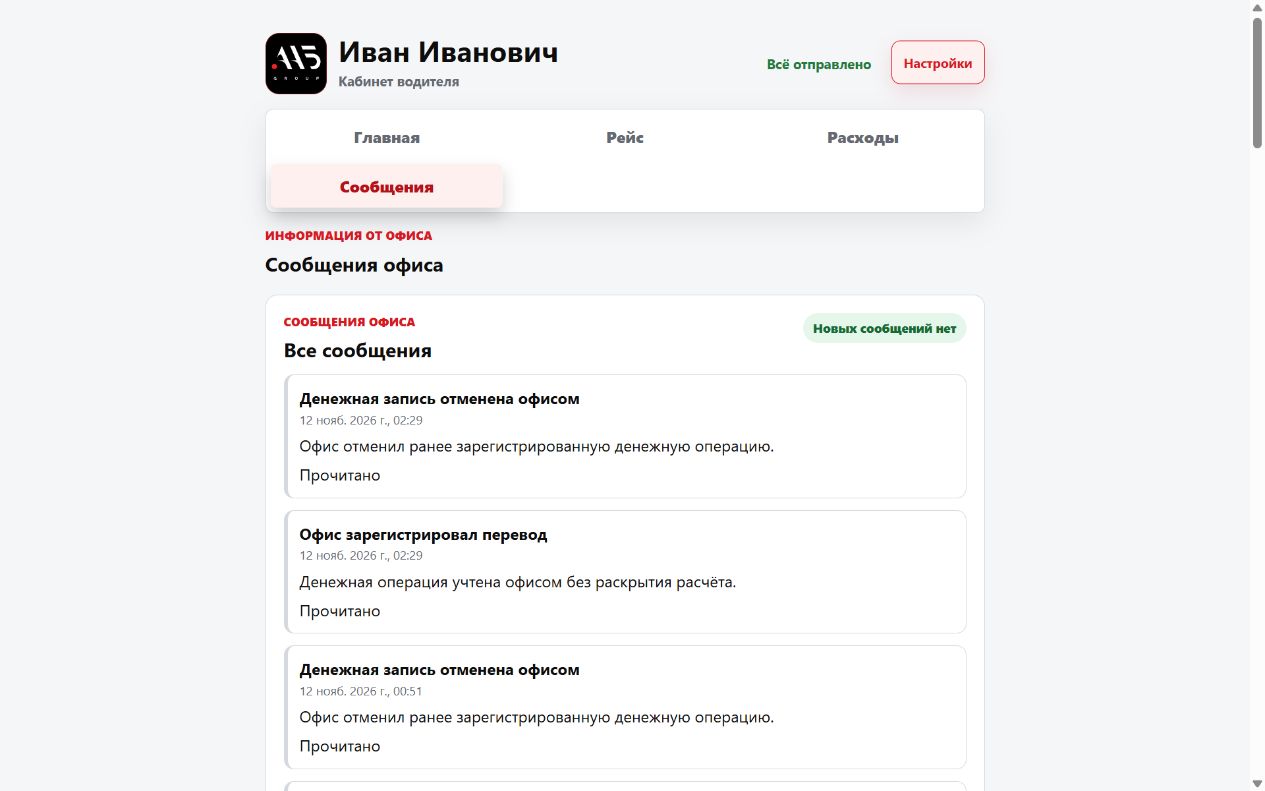 ААБ
GROUP
Иван Иванович
Кабинет водителя
Всё отправлено
Настройки
Главная
Рейс
Расходы
Сообщения
ИНФОРМАЦИЯ ОТ ОФИСА
Сообщения офиса
СООБЩЕНИЯ ОФИСА
Новых сообщений нет
Все сообщения
Денежная запись отменена офисом
12 нояб. 2026 г., 02:29
Офис отменил ранее зарегистрированную денежную операцию.
Прочитано
Офис зарегистрировал перевод
12 нояб. 2026 г., 02:29
Денежная операция учтена офисом без раскрытия расчёта.
Прочитано
Денежная запись отменена офисом
12 нояб. 2026 г., 00:51
Офис отменил ранее зарегистрированную денежную операцию.
Прочитано